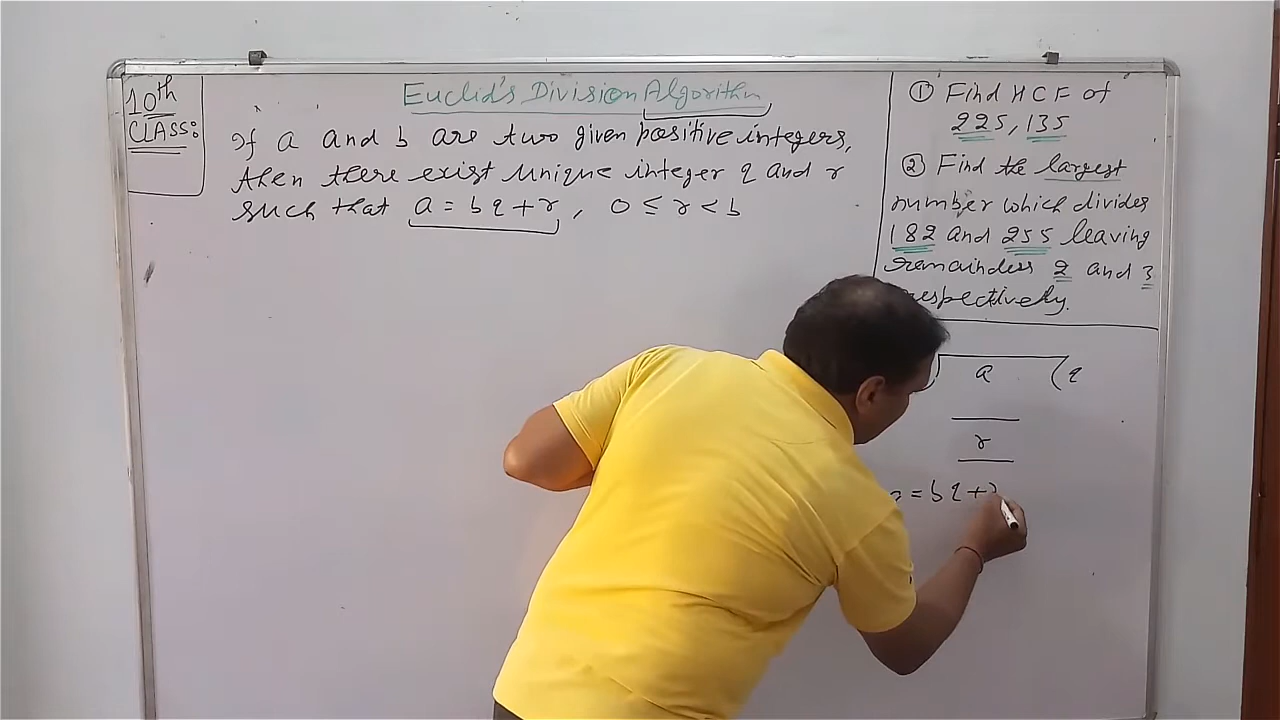 10th
CLASS:
Euclid's Division Algorithm
If a and b are two given positive integers,
then there exist unique integer q and r
such that a = bq + r, 0 ≤ r < b
① Find HCF of
225, 135
② Find the largest
number which divides
182 and 255 leaving
remainders 2 and 3
respectively.
a q
r
= bq +